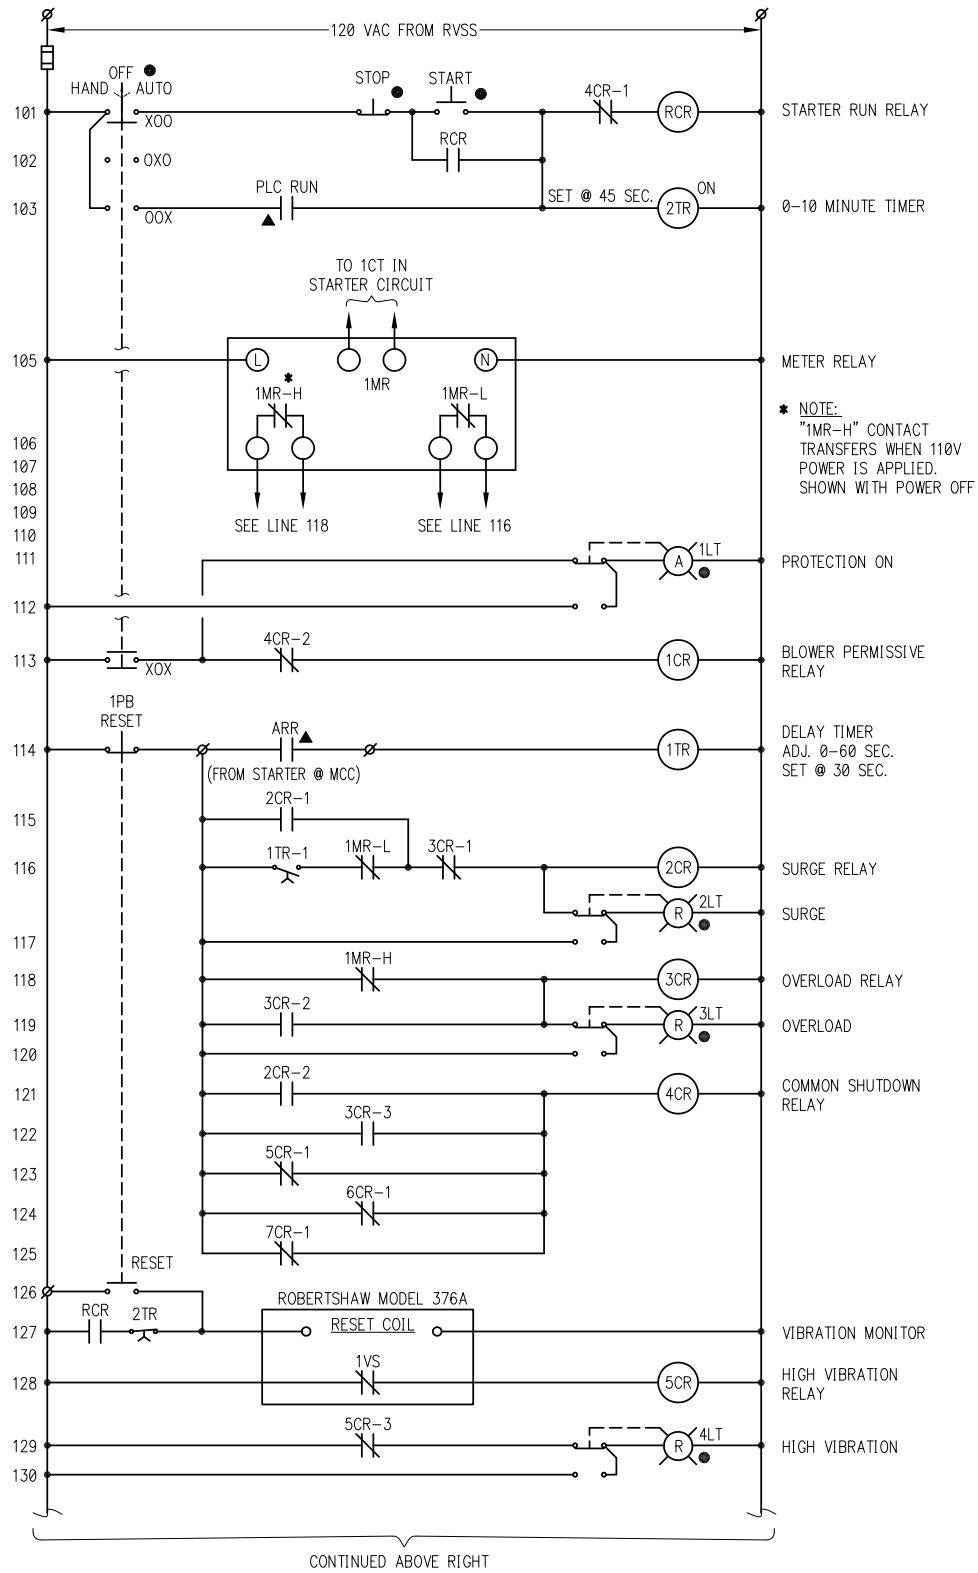 120 VAC FROM RVSS
OFF
HAND AUTO
STOP START 4CR-1
101 XOO RCR STARTER RUN RELAY
RCR
102 OXO
PLC RUN SET @ 45 SEC. ON
103 OOX 2TR 0-10 MINUTE TIMER
TO 1CT IN
STARTER CIRCUIT
105 L 1MR N METER RELAY
1MR-H 1MR-L
NOTE:
"1MR-H" CONTACT
TRANSFERS WHEN 110V
POWER IS APPLIED.
SHOWN WITH POWER OFF
106
107
108
109
SEE LINE 118 SEE LINE 116
110
111 A 1LT PROTECTION ON
112
4CR-2
113 XOX 1CR BLOWER PERMISSIVE
RELAY
1PB
RESET
ARR
114 1TR DELAY TIMER
ADJ. 0-60 SEC.
SET @ 30 SEC.
(FROM STARTER @ MCC)
2CR-1
115
1TR-1 1MR-L 3CR-1
116 2CR SURGE RELAY
R 2LT SURGE
117
1MR-H
118 3CR OVERLOAD RELAY
3CR-2
119 R 3LT OVERLOAD
120
2CR-2
121 4CR COMMON SHUTDOWN
RELAY
3CR-3
122
5CR-1
123
6CR-1
124
7CR-1
125
RESET
126
ROBERTSHAW MODEL 376A
RCR 2TR RESET COIL
127 VIBRATION MONITOR
1VS
128 5CR HIGH VIBRATION
RELAY
5CR-3
129 R 4LT HIGH VIBRATION
130
CONTINUED ABOVE RIGHT